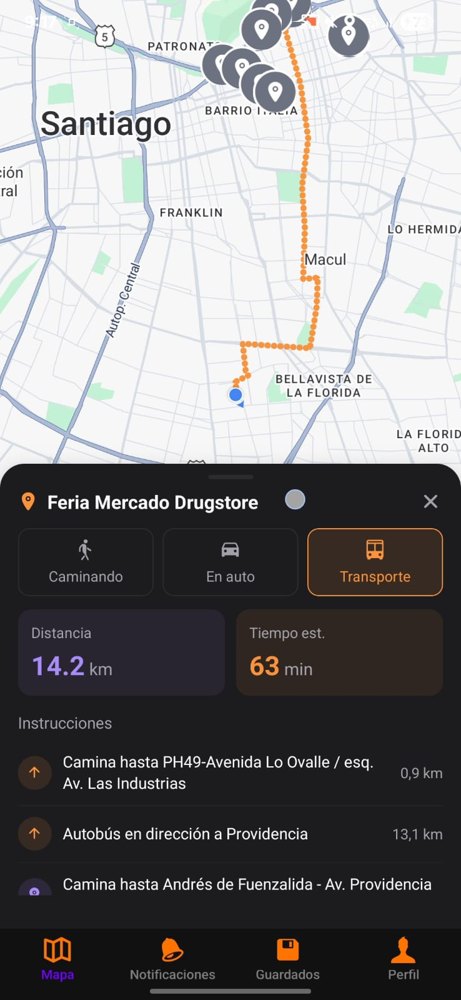 9:17
5
PATRONAT
Santiago
BARRIO ITALIA
ción
ral
FRANKLIN
LO HERMIDA
Macul
Autop. Central
BELLAVISTA DE
LA FLORIDA
LA FLORID
ALTO
Feria Mercado Drugstore
Caminando
En auto
Transporte
Distancia
14.2 km
Tiempo est.
63 min
Instrucciones
Camina hasta PH49-Avenida Lo Ovalle / esq.
Av. Las Industrias
0,9 km
Autobús en dirección a Providencia
13,1 km
Camina hasta Andrés de Fuenzalida - Av. Providencia
Mapa
Notificaciones
Guardados
Perfil